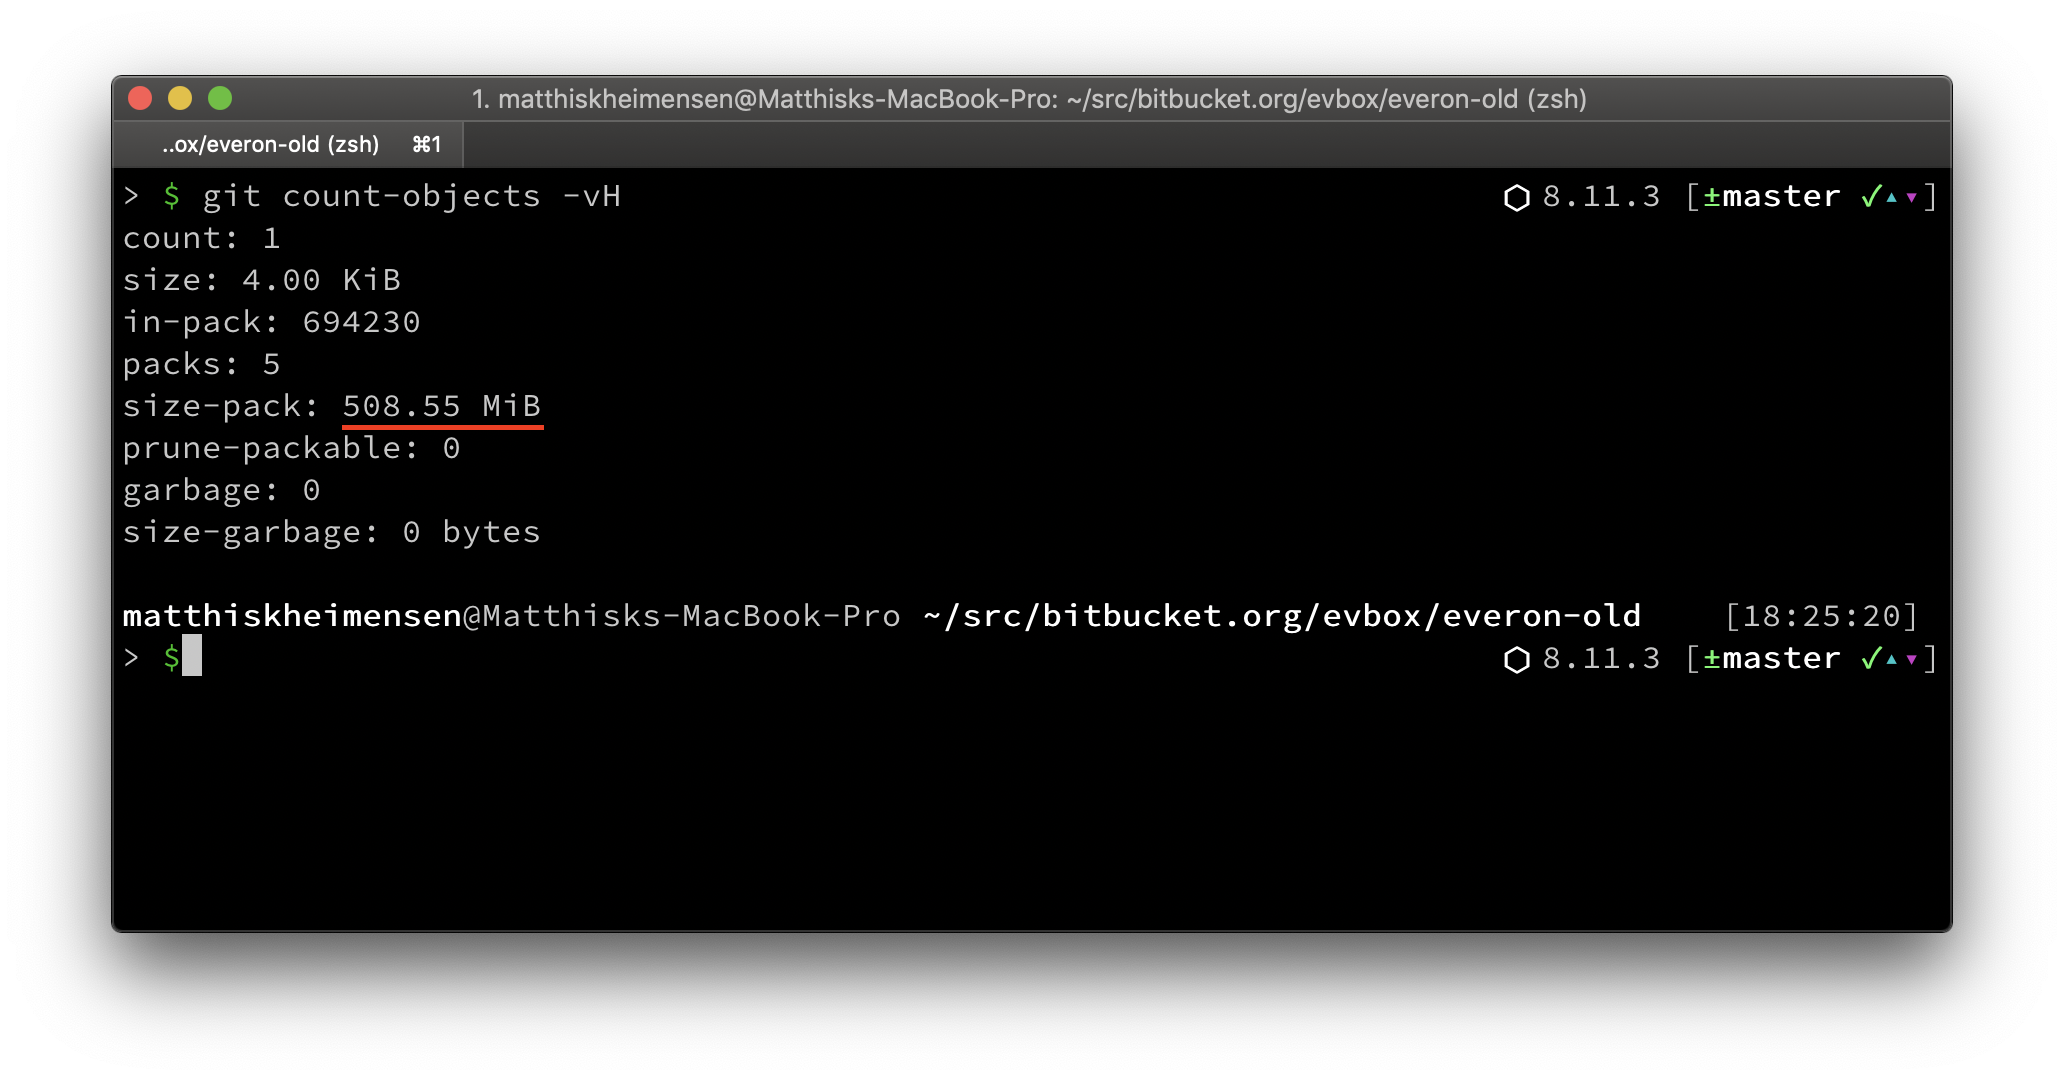 1. matthiskheimensen@Matthisks-MacBook-Pro: ~/src/bitbucket.org/evbox/everon-old (zsh)
..ox/everon-old (zsh) ⌘1
> $ git count-objects -vH ⬡ 8.11.3 [±master ✓▴▾]
count: 1
size: 4.00 KiB
in-pack: 694230
packs: 5
size-pack: 508.55 MiB
prune-packable: 0
garbage: 0
size-garbage: 0 bytes
matthiskheimensen@Matthisks-MacBook-Pro ~/src/bitbucket.org/evbox/everon-old [18:25:20]
> $ ⬡ 8.11.3 [±master ✓▴▾]